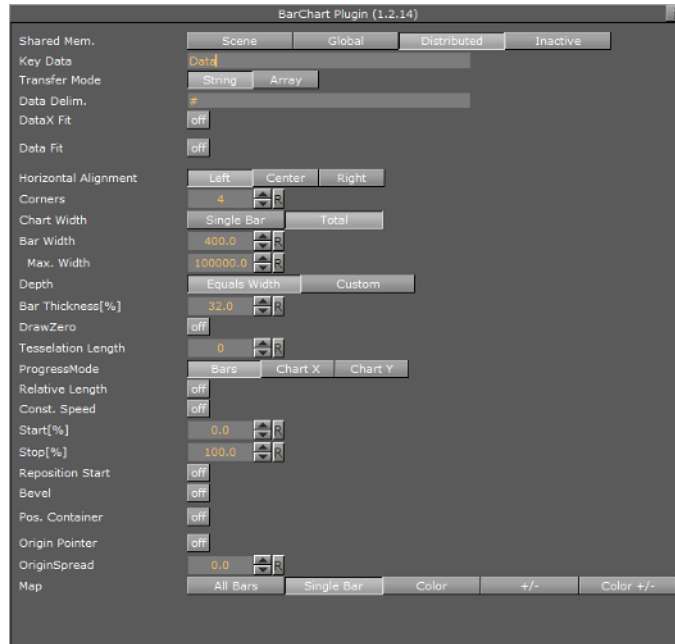 BarChart Plugin (1.2.14)
Shared Mem. Scene Global Distributed Inactive
Key Data Data
Transfer Mode String Array
Data Delim. #
DataX Fit off
Data Fit off
Horizontal Alignment Left Center Right
Corners 4 R
Chart Width Single Bar Total
Bar Width 400.0 R
Max. Width 100000.0 R
Depth Equals Width Custom
Bar Thickness[%] 32.0 R
DrawZero off
Tesselation Length 0 R
ProgressMode Bars Chart X Chart Y
Relative Length off
Const. Speed off
Start[%] 0.0 R
Stop[%] 100.0 R
Reposition Start off
Bevel off
Pos. Container off
Origin Pointer off
OriginSpread 0.0 R
Map All Bars Single Bar Color +/- Color +/-